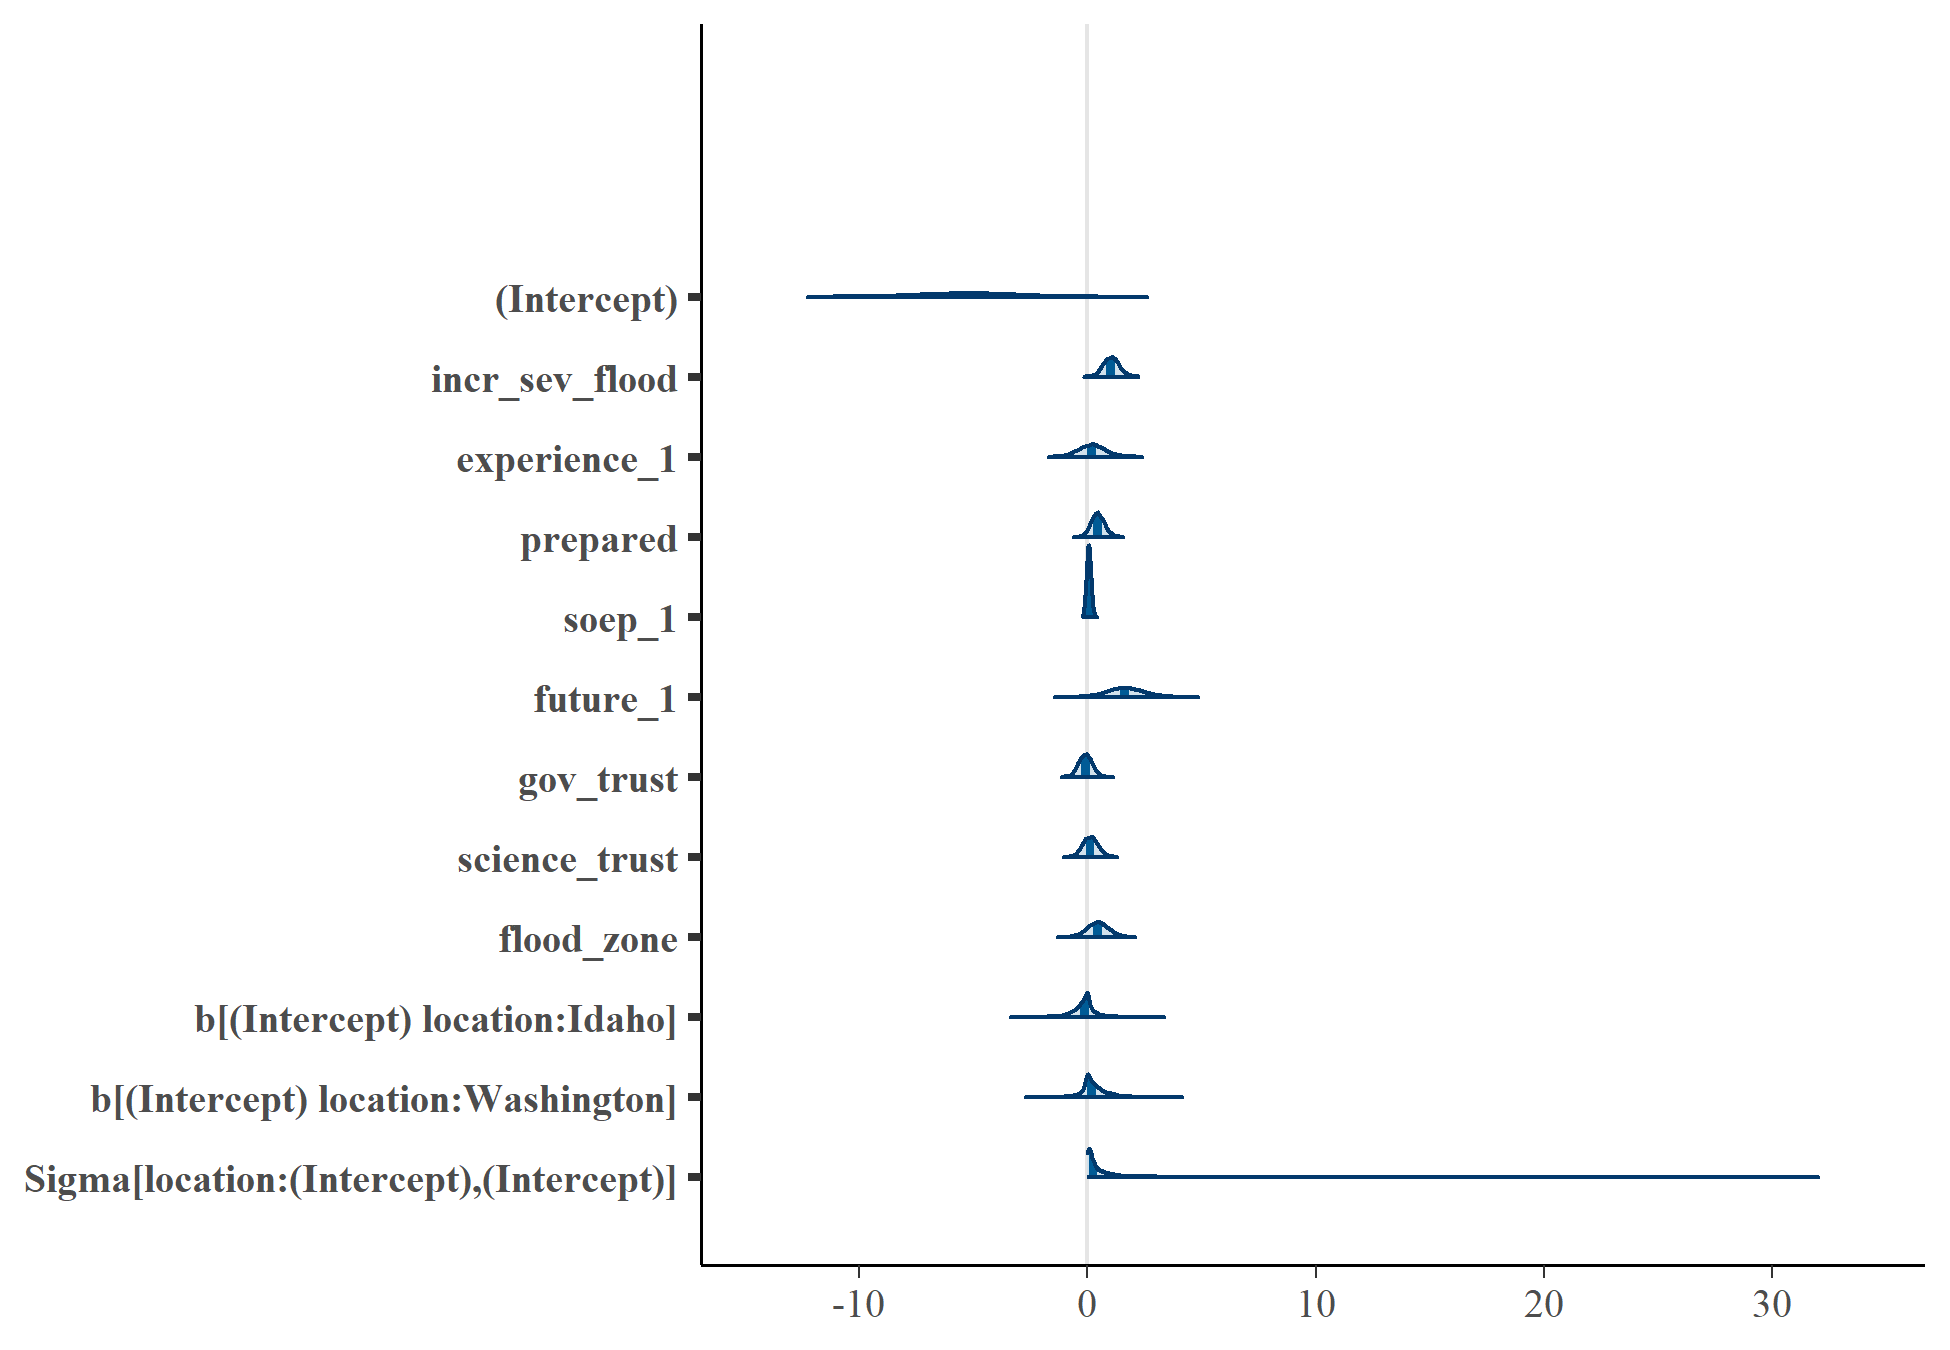 (Intercept)
incr_sev_flood
experience_1
prepared
soep_1
future_1
gov_trust
science_trust
flood_zone
b[(Intercept) location:Idaho]
b[(Intercept) location:Washington]
Sigma[location:(Intercept),(Intercept)]
-10 0 10 20 30